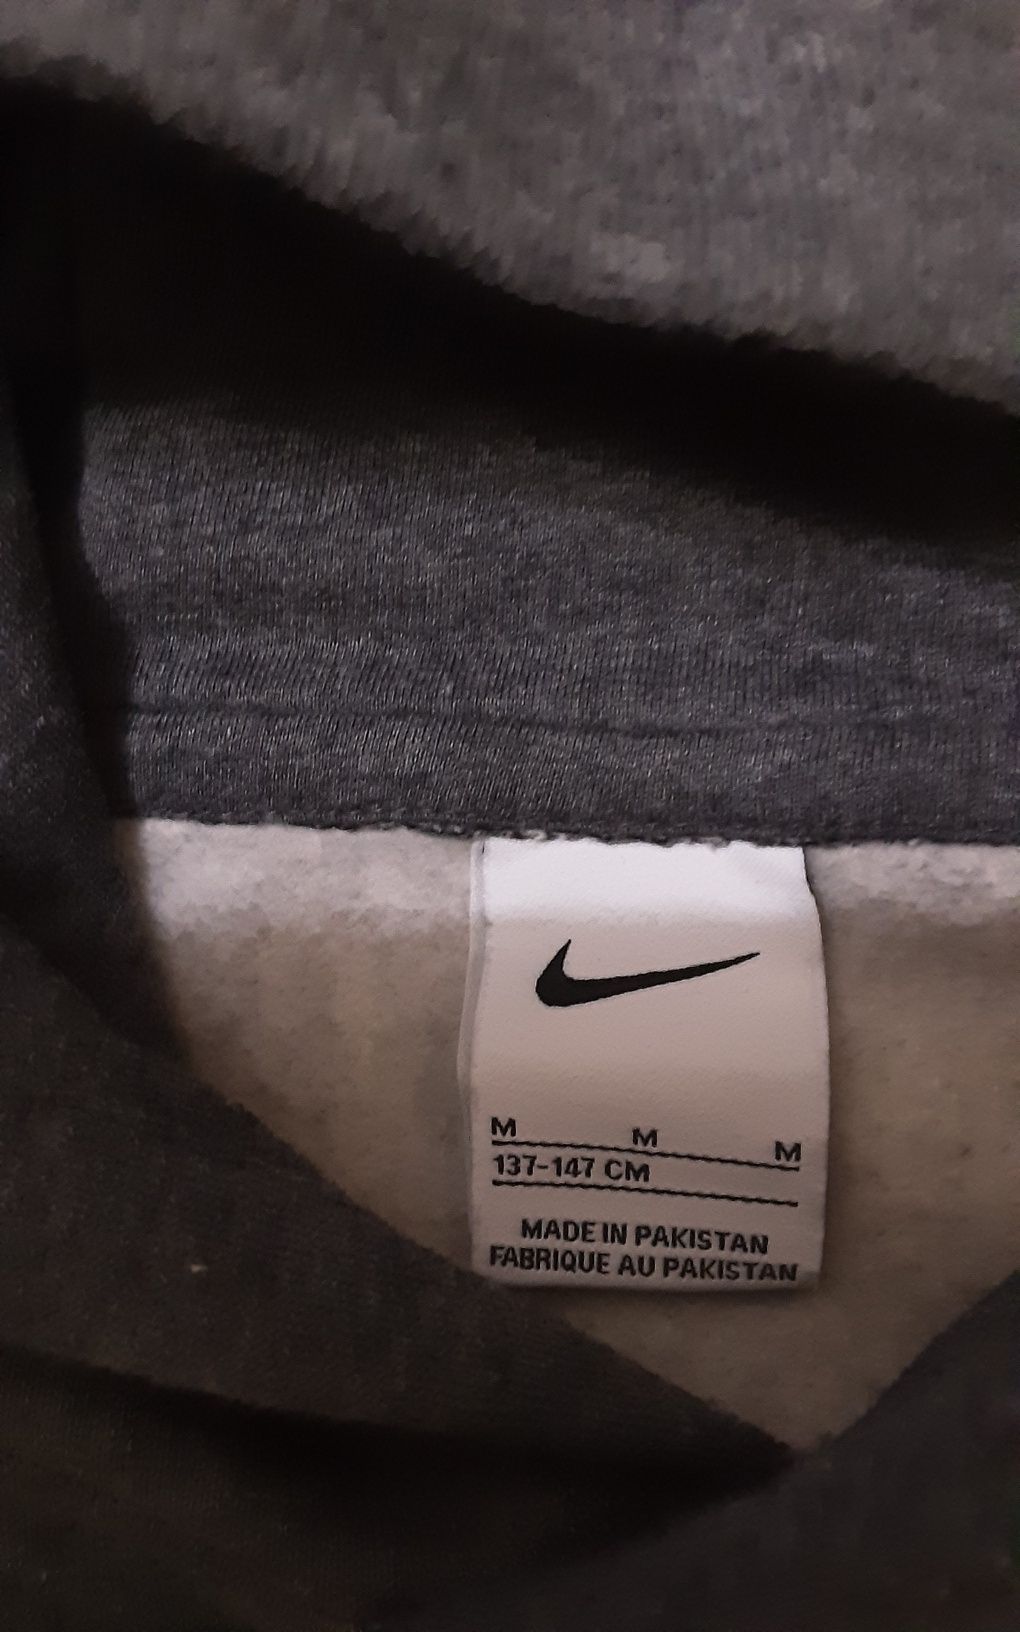 M M M
137-147 CM
MADE IN PAKISTAN
FABRIQUE AU PAKISTAN